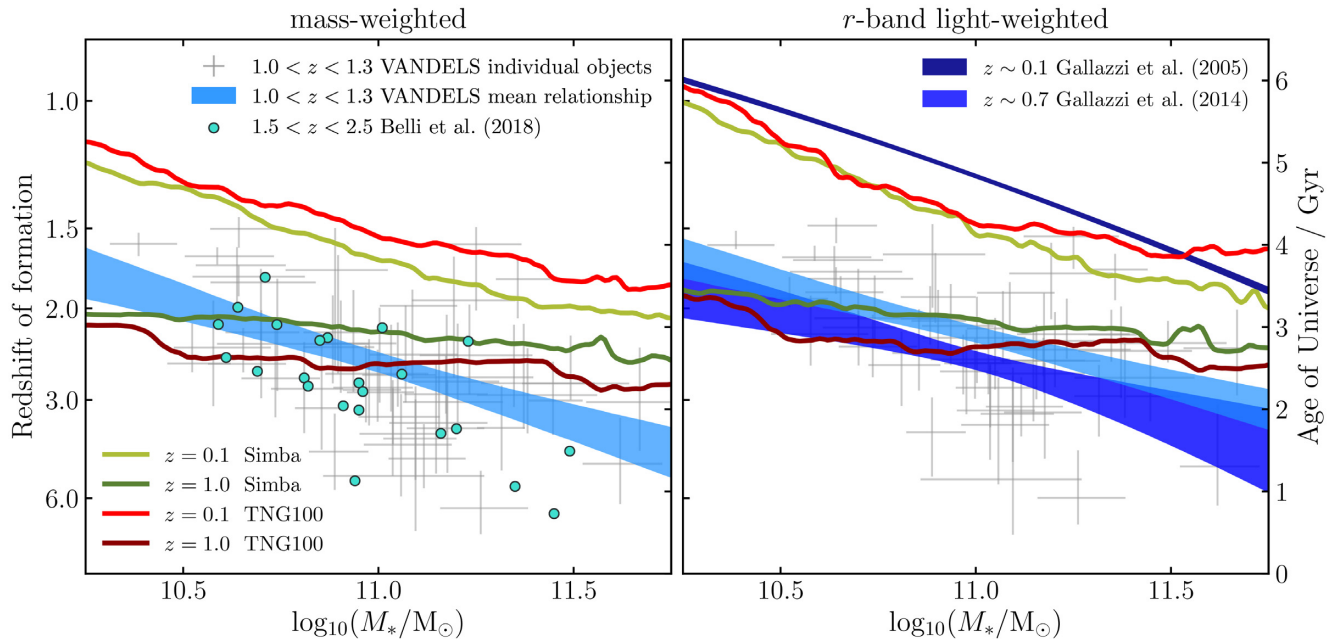 mass-weighted
r-band light-weighted
1.0 < z < 1.3 VANDELS individual objects
1.0 < z < 1.3 VANDELS mean relationship
1.5 < z < 2.5 Belli et al. (2018)
z ∼ 0.1 Gallazzi et al. (2005)
z ∼ 0.7 Gallazzi et al. (2014)
Redshift of formation
1.0
1.5
2.0
3.0
6.0
z = 0.1 Simba
z = 1.0 Simba
z = 0.1 TNG100
z = 1.0 TNG100
6
5
4
3
2
1
0
Age of Universe / Gyr
10.5 11.0 11.5
10.5 11.0 11.5
log₁₀(M*/M⊙)
log₁₀(M*/M⊙)